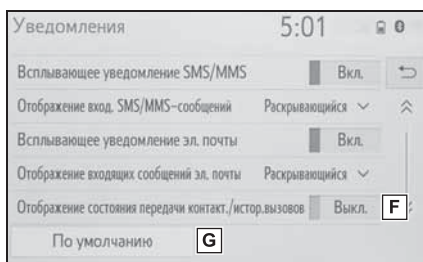 Уведомления 5:01
Всплывающее уведомление SMS/MMS Вкл.
Отображение вход. SMS/MMS-сообщений Раскрывающийся
Всплывающее уведомление эл. почты Вкл.
Отображение входящих сообщений эл. почты Раскрывающийся
Отображение состояния передачи контакт./истор.вызовов Выкл. F
По умолчанию G